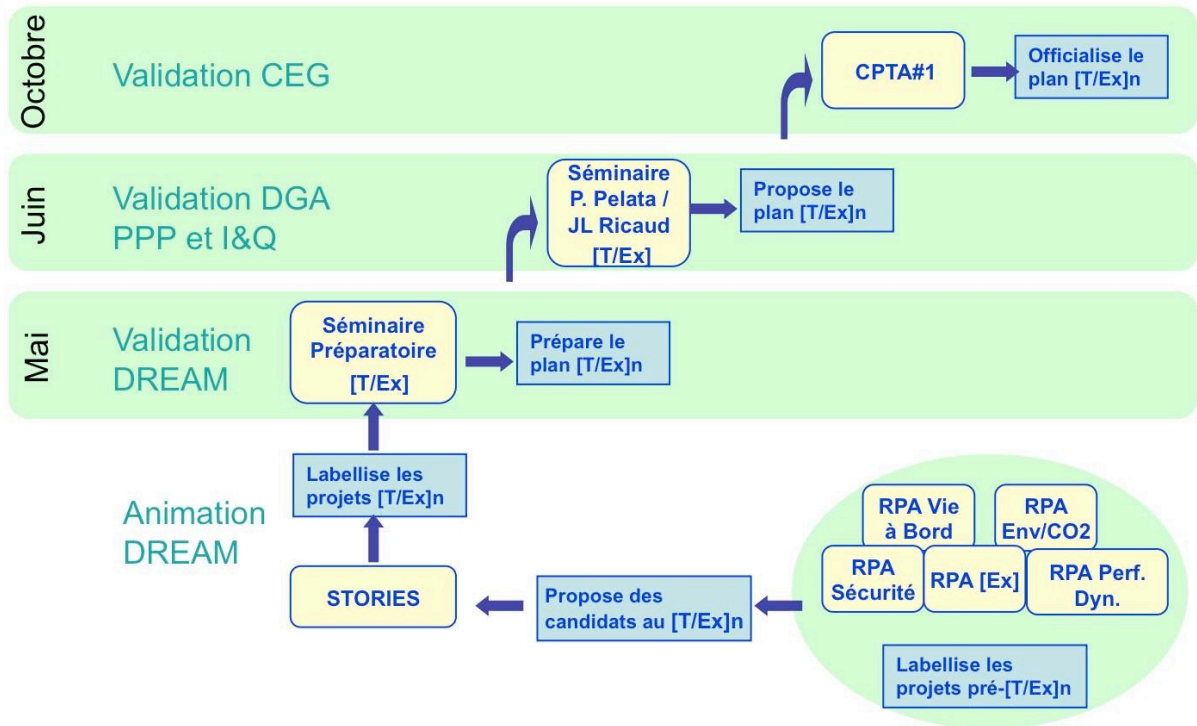 Octobre
Validation CEG
CPTA#1
Officialise le
plan [T/Ex]n
Juin
Validation DGA
PPP et I&Q
Séminaire
P. Pelata /
JL Ricaud
[T/Ex]
Propose le
plan [T/Ex]n
Mai
Validation
DREAM
Séminaire
Préparatoire
[T/Ex]
Prépare le
plan [T/Ex]n
Animation
DREAM
Labellise les
projets [T/Ex]n
STORIES
Propose des
candidats au [T/Ex]n
RPA Vie
à Bord
RPA
Env/CO2
RPA
Sécurité
RPA [Ex]
RPA Perf.
Dyn.
Labellise les
projets pré-[T/Ex]n